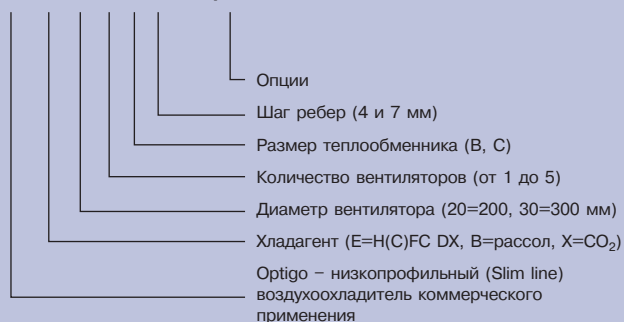 Опции
Шаг ребер (4 и 7 мм)
Размер теплообменника (В, С)
Количество вентиляторов (от 1 до 5)
Диаметр вентилятора (20=200, 30=300 мм)
Хладагент (E=H(C)FC DX, B=рассол, X=CO₂)
Optigo – низкопрофильный (Slim line)
воздухоохладитель коммерческого
применения